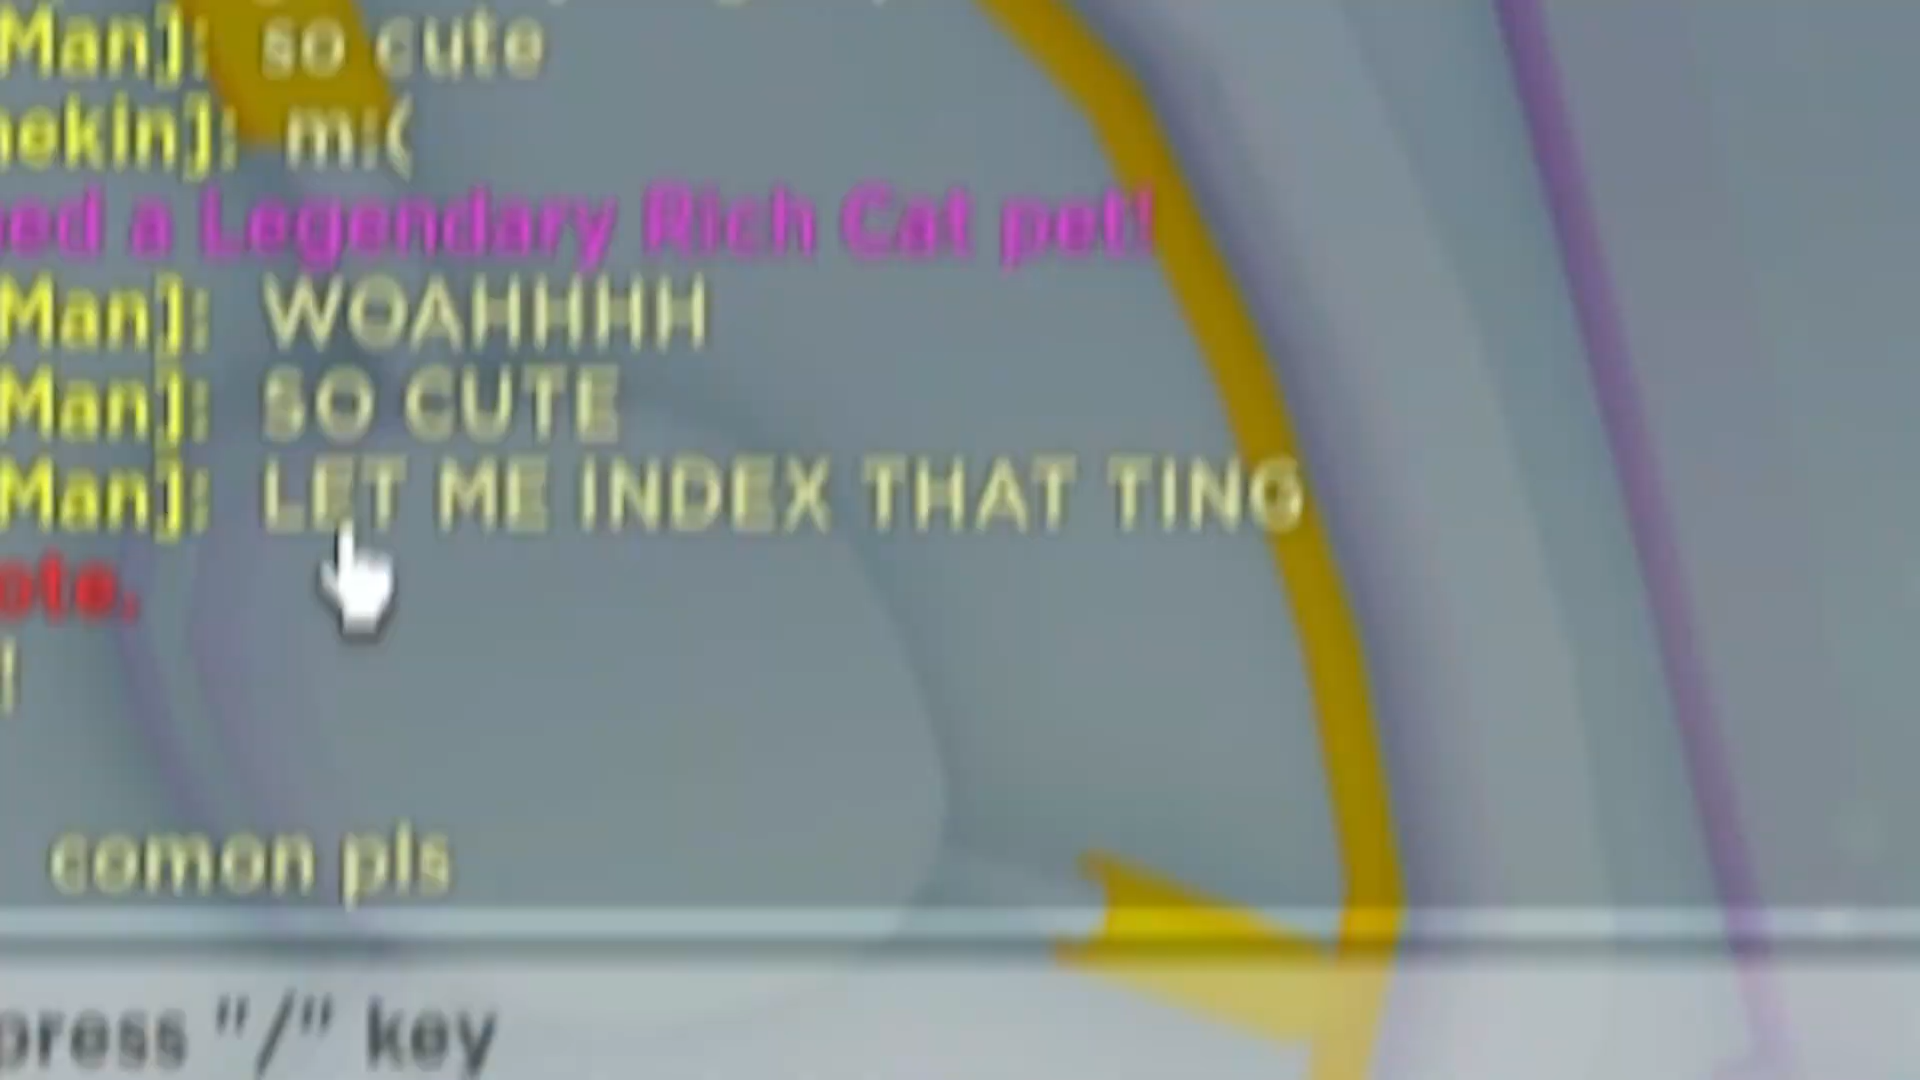 Man]: so cute
nekin]: m:(
ed a Legendary Rich Cat pet!
Man]: WOAHHHH
Man]: SO CUTE
Man]: LET ME INDEX THAT TING
ote.
!
comon pls
press "/" key